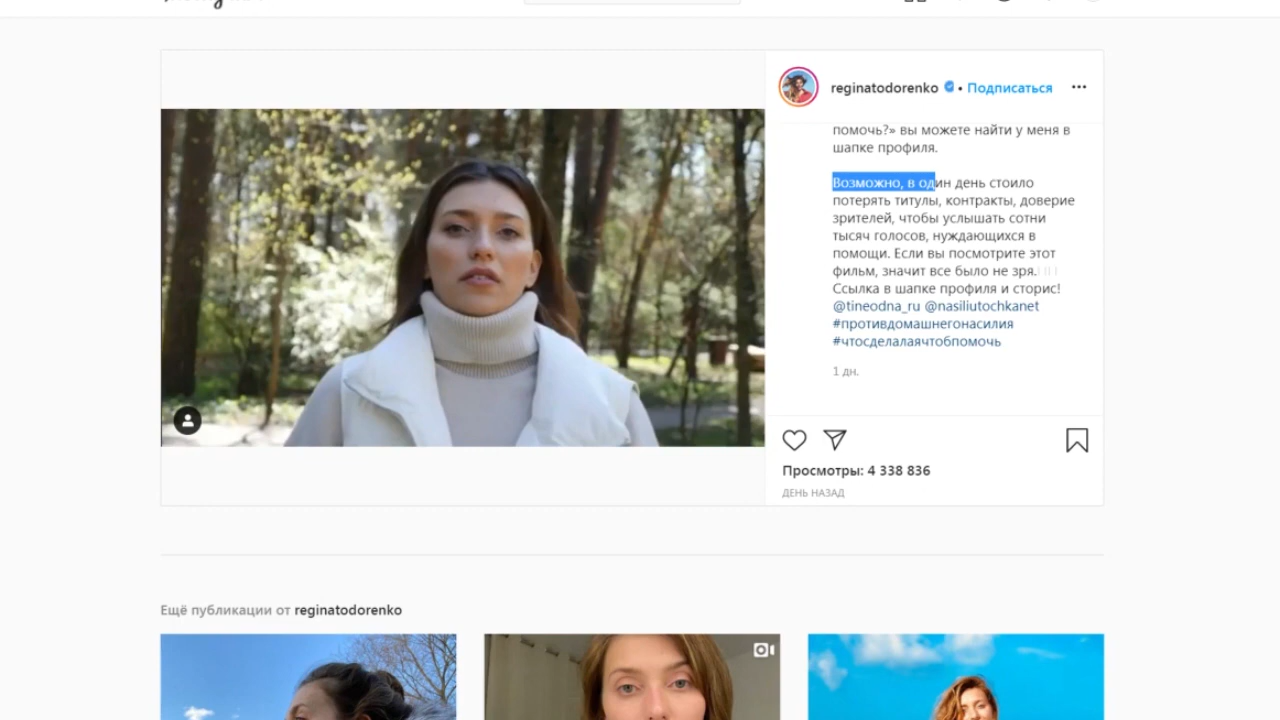 reginatodorenko • Подписаться
помочь?» вы можете найти у меня в
шапке профиля.
Возможно, в один день стоило
потерять титулы, контракты, доверие
зрителей, чтобы услышать сотни
тысяч голосов, нуждающихся в
помощи. Если вы посмотрите этот
фильм, значит все было не зря.
Ссылка в шапке профиля и сторис!
@tineodna_ru @nasiliutochkanet
#противдомашнегонасилия
#чтосделалаячтобпомочь
1 дн.
Просмотры: 4 338 836
ДЕНЬ НАЗАД
Ещё публикации от reginatodorenko